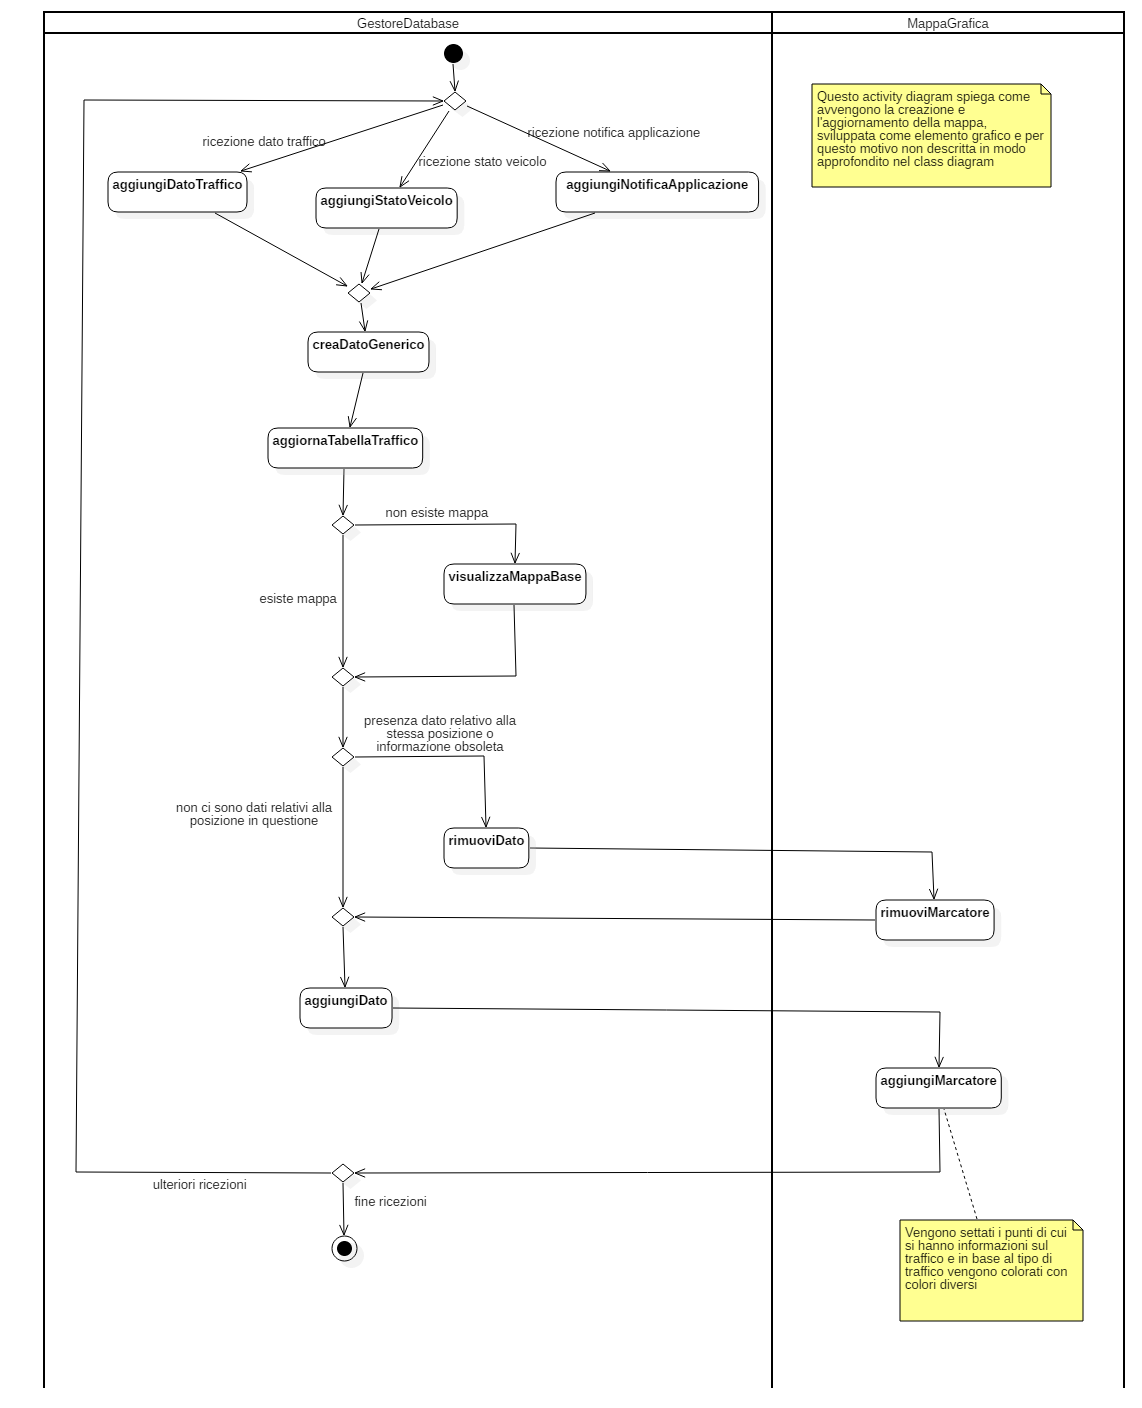 GestoreDatabase
MappaGrafica
Questo activity diagram spiega come
avvengono la creazione e
l'aggiornamento della mappa,
sviluppata come elemento grafico e per
questo motivo non descritta in modo
approfondito nel class diagram
ricezione dato traffico
ricezione stato veicolo
ricezione notifica applicazione
aggiungiDatoTraffico
aggiungiStatoVeicolo
aggiungiNotificaApplicazione
creaDatoGenerico
aggiornaTabellaTraffico
non esiste mappa
visualizzaMappaBase
esiste mappa
presenza dato relativo alla
stessa posizione o
informazione obsoleta
non ci sono dati relativi alla
posizione in questione
rimuoviDato
rimuoviMarcatore
aggiungiDato
aggiungiMarcatore
ulteriori ricezioni
fine ricezioni
Vengono settati i punti di cui
si hanno informazioni sul
traffico e in base al tipo di
traffico vengono colorati con
colori diversi